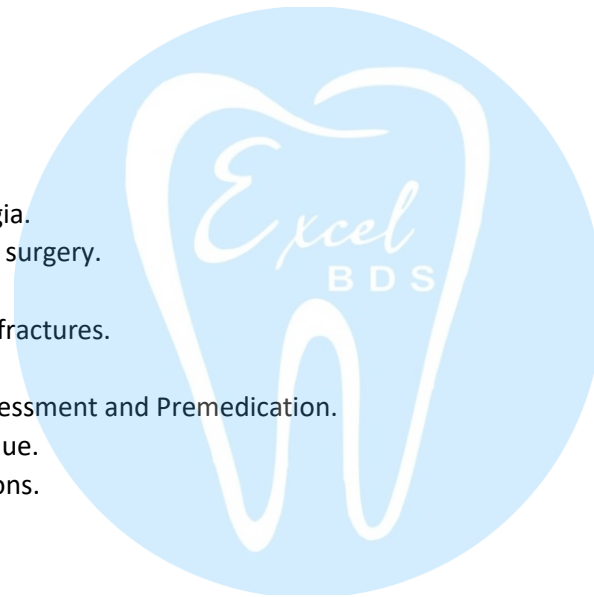 gia.
surgery.
Excel
BDS
fractures.
essment and Premedication.
ue.
ons.